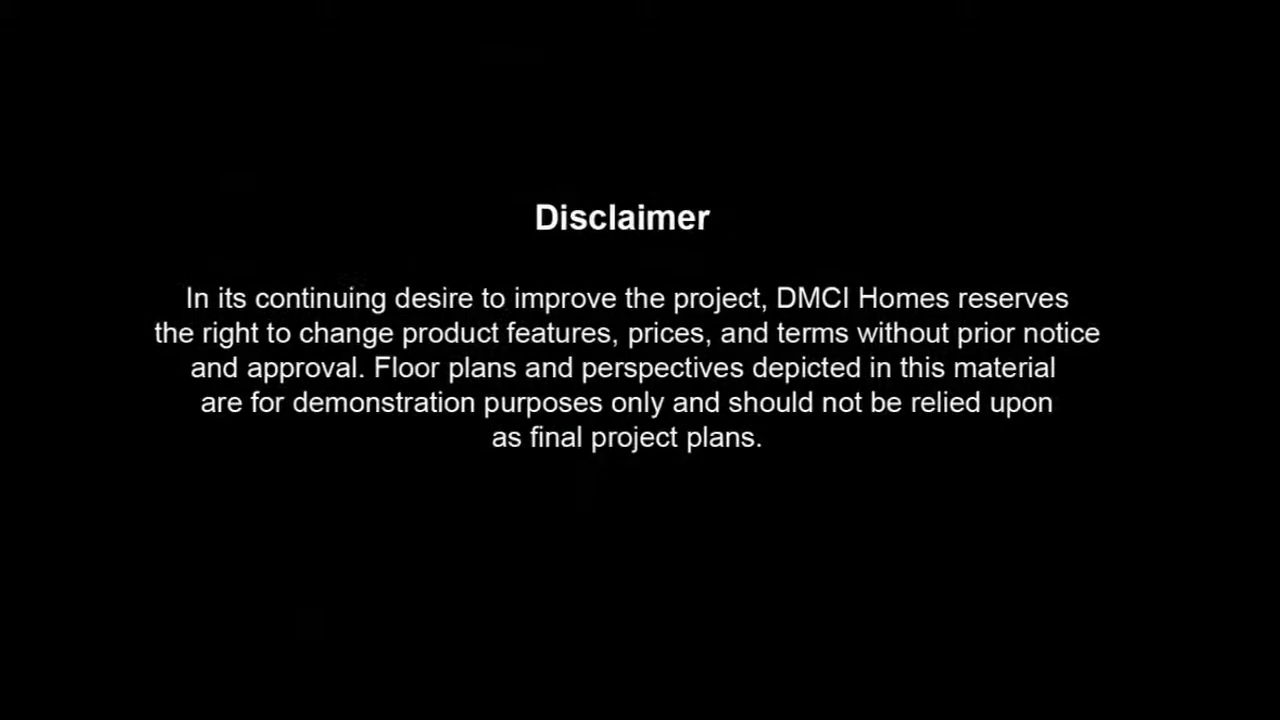 Disclaimer
In its continuing desire to improve the project, DMCI Homes reserves
the right to change product features, prices, and terms without prior notice
and approval. Floor plans and perspectives depicted in this material
are for demonstration purposes only and should not be relied upon
as final project plans.